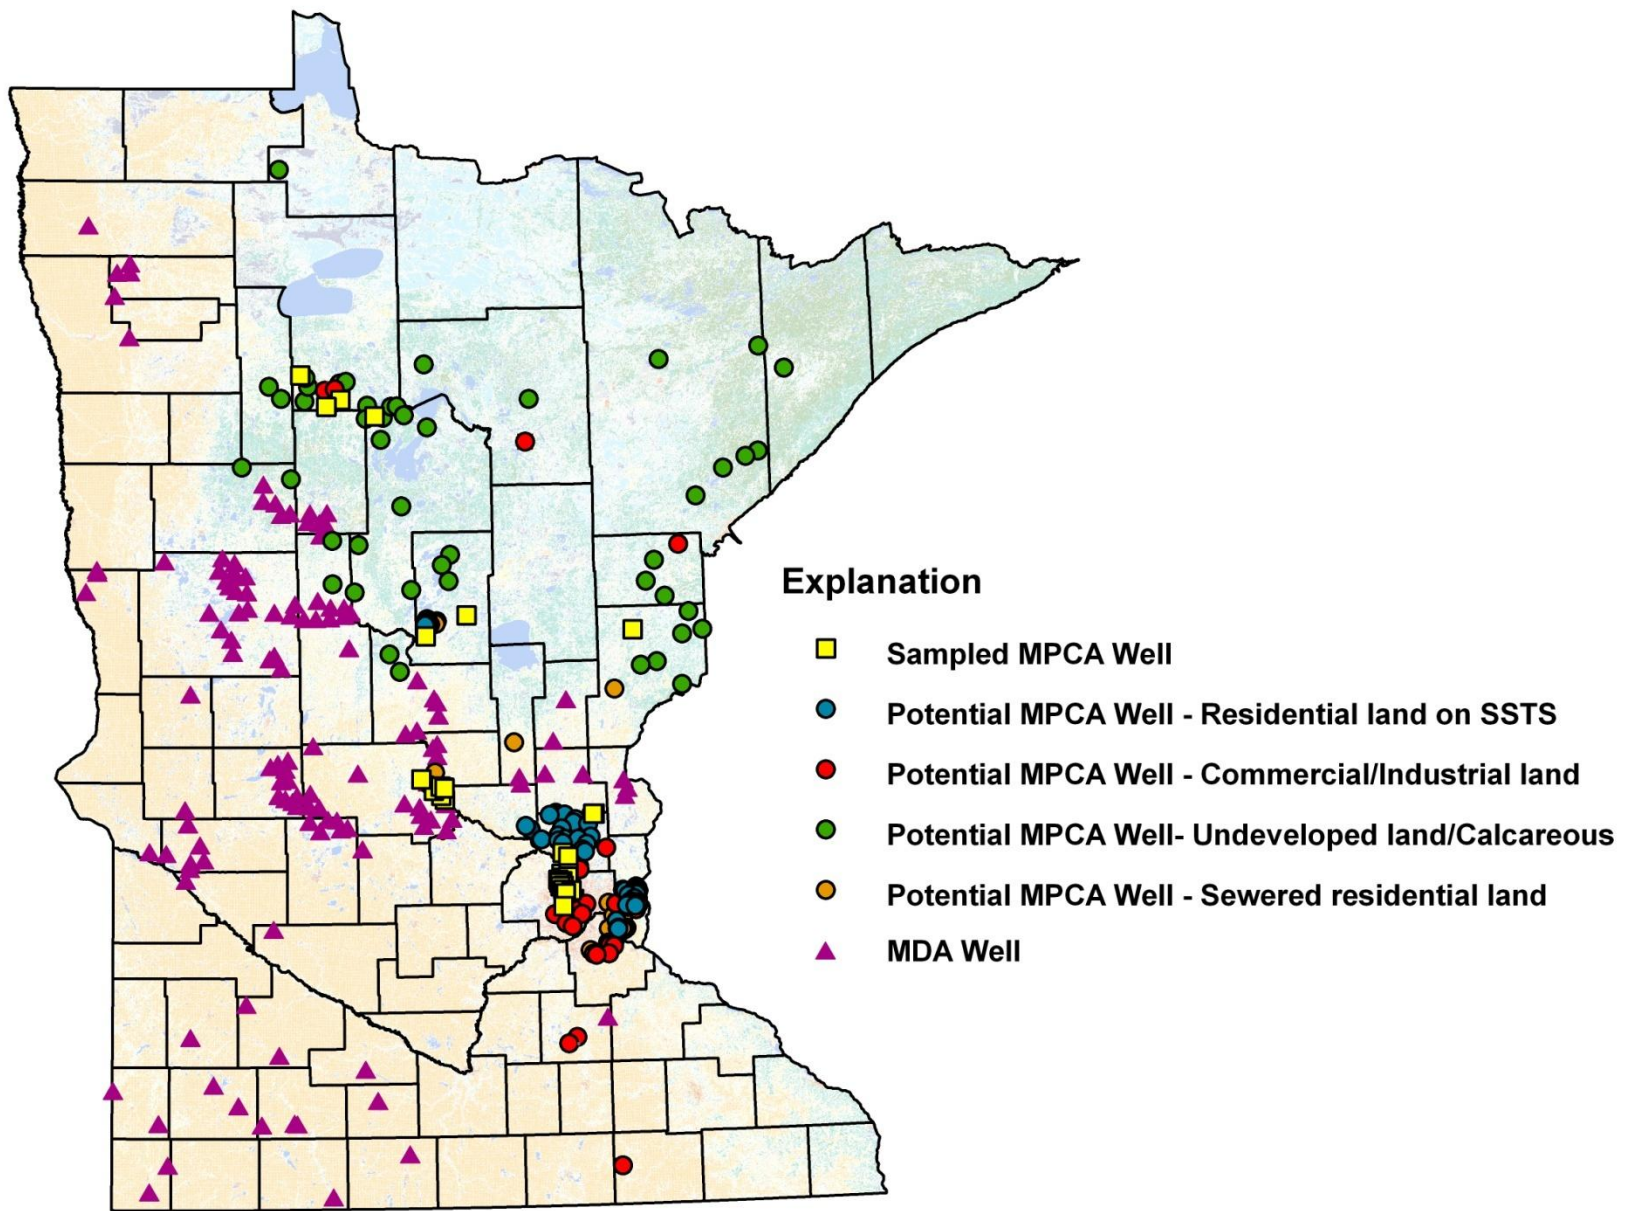 Explanation
Sampled MPCA Well
Potential MPCA Well - Residential land on SSTS
Potential MPCA Well - Commercial/Industrial land
Potential MPCA Well- Undeveloped land/Calcareous
Potential MPCA Well - Sewered residential land
MDA Well